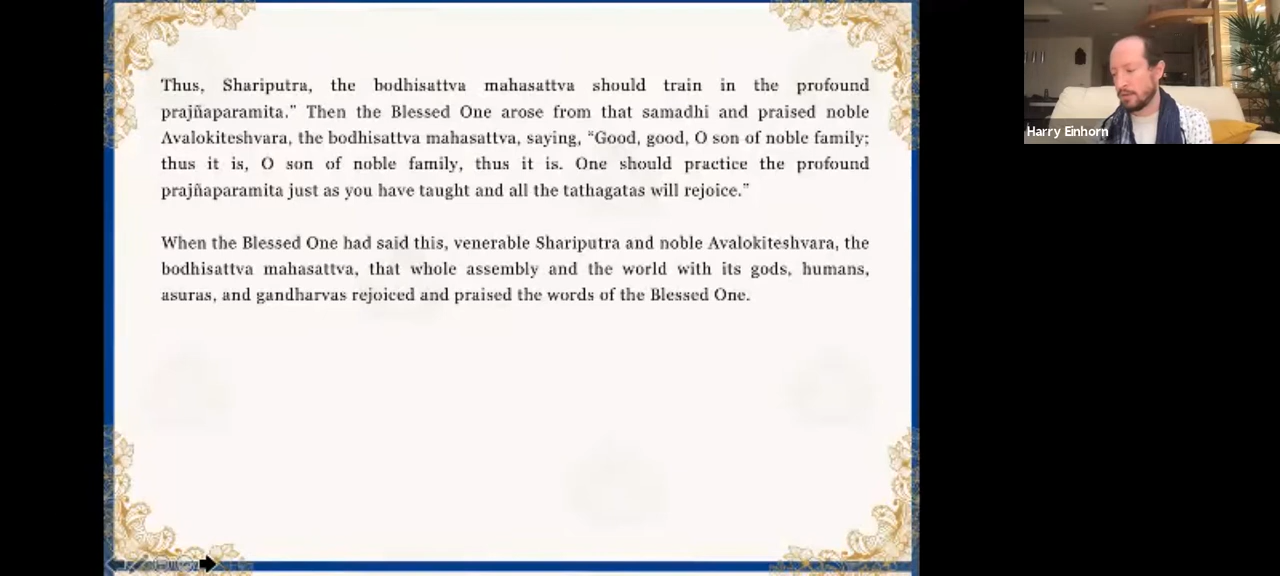 Thus, Shariputra, the bodhisattva mahasattva should train in the profound
prajñaparamita.” Then the Blessed One arose from that samadhi and praised noble
Avalokiteshvara, the bodhisattva mahasattva, saying, “Good, good, O son of noble family;
thus it is, O son of noble family, thus it is. One should practice the profound
prajñaparamita just as you have taught and all the tathagatas will rejoice.”
When the Blessed One had said this, venerable Shariputra and noble Avalokiteshvara, the
bodhisattva mahasattva, that whole assembly and the world with its gods, humans,
asuras, and gandharvas rejoiced and praised the words of the Blessed One.
Harry Einhorn